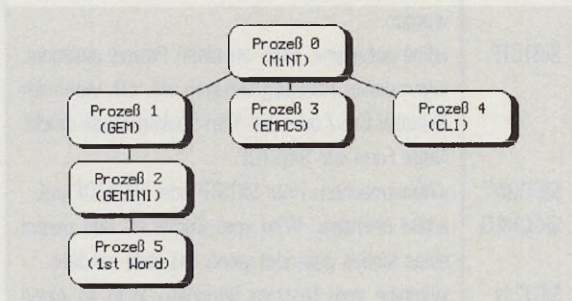 Prozeß 0
(MiNT)
Prozeß 1
(GEM)
Prozeß 3
(EMACS)
Prozeß 4
(CLI)
Prozeß 2
(GEMINI)
Prozeß 5
(1st Word)